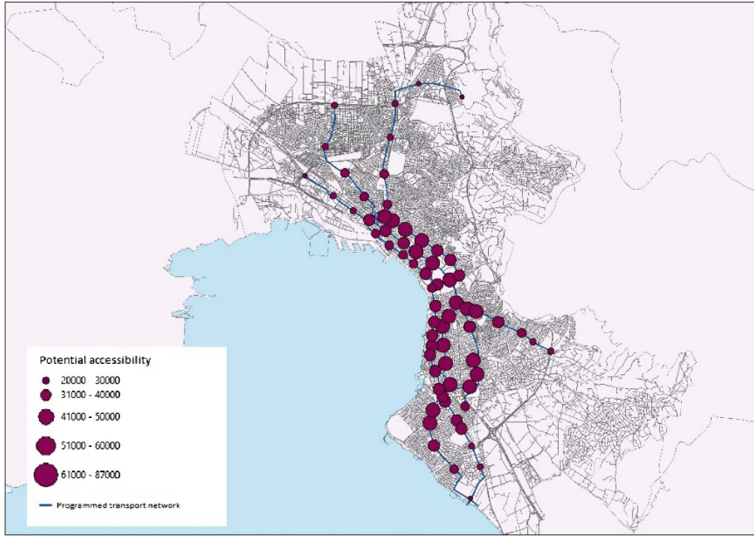 Potential accessibility
20000 - 30000
31000 - 40000
41000 - 50000
51000 - 60000
61000 - 87000
Programmed transport network